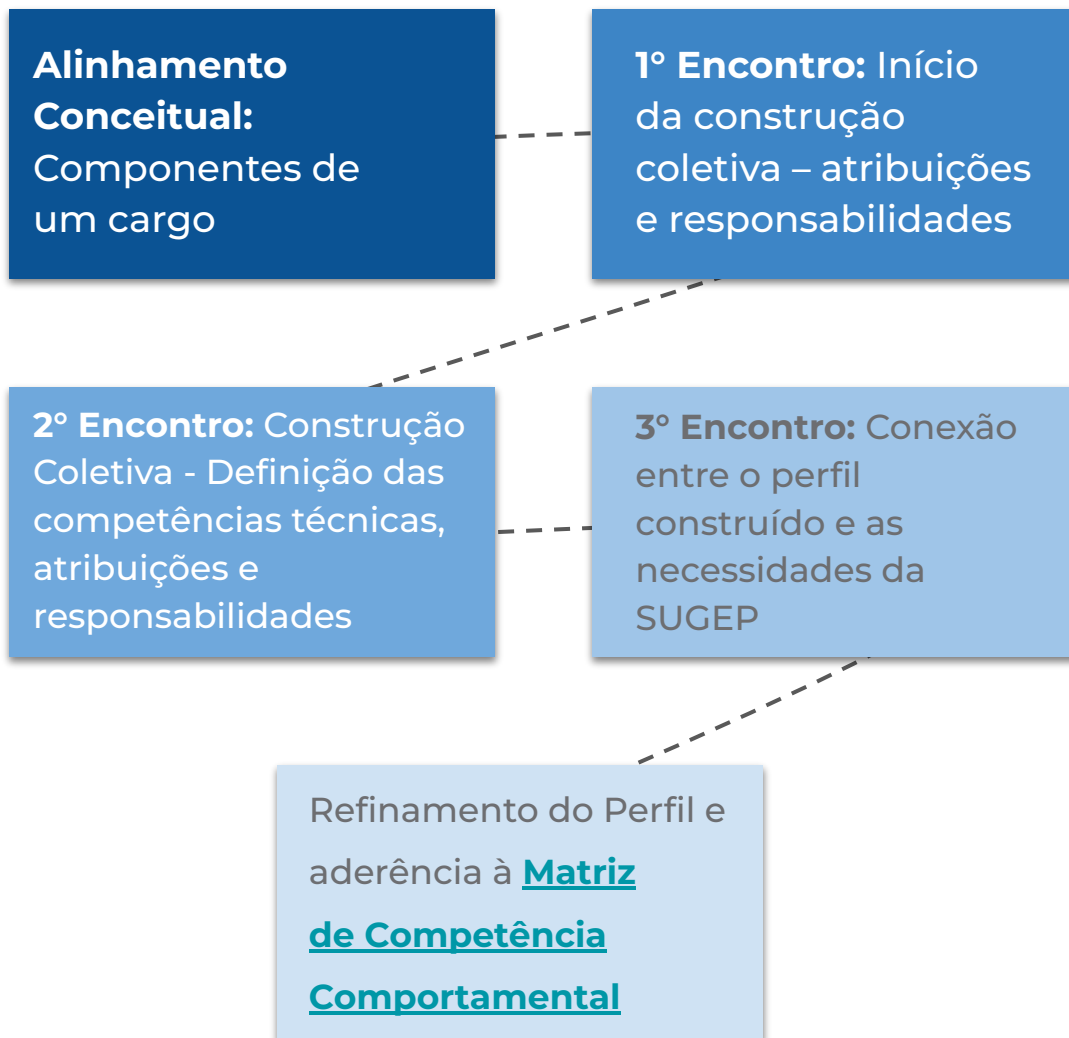 Alinhamento
Conceitual:
Componentes de
um cargo
1° Encontro: Início
da construção
coletiva – atribuições
e responsabilidades
2° Encontro: Construção
Coletiva - Definição das
competências técnicas,
atribuições e
responsabilidades
3° Encontro: Conexão
entre o perfil
construído e as
necessidades da
SUGEP
Refinamento do Perfil e
aderência à Matriz
de Competência
Comportamental